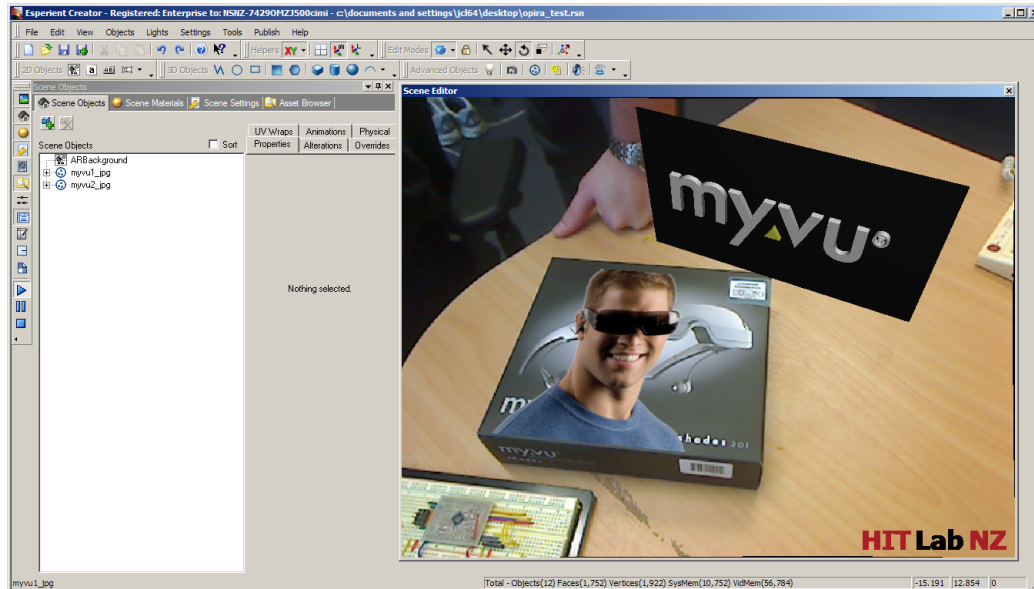 Esperient Creator - Registered: Enterprise to: NSNZ-74290MZJ500cimi - c:\documents and settings\jcl64\desktop\opira_test.rsn
File Edit View Objects Lights Settings Tools Publish Help
Helpers XY Edit Modes
2D Objects a 3D Objects Advanced Objects
Scene Objects
Scene Objects Scene Materials Scene Settings Asset Browser
UV Wraps Animations Physical
Scene Objects Sort Properties Alterations Overrides
ARBackground
myvu1_jpg
myvu2_jpg
Nothing selected.
Scene Editor
myvu
shades 301
myvu
HIT Lab NZ
myvu1_jpg
Total - Objects(12) Faces(1,752) Vertices(1,922) SysMem(10,752) VidMem(56,784)
-15.191 12.854 0